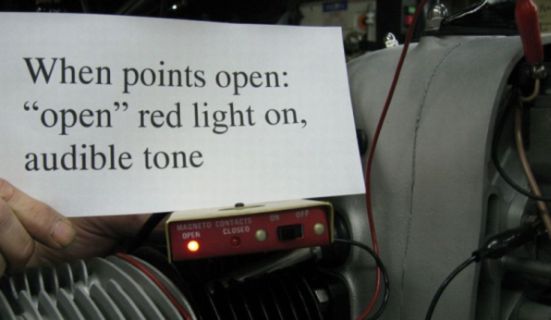 When points open:
“open” red light on,
audible tone
MAGNETO CONTACTS ON OFF
OPEN CLOSED